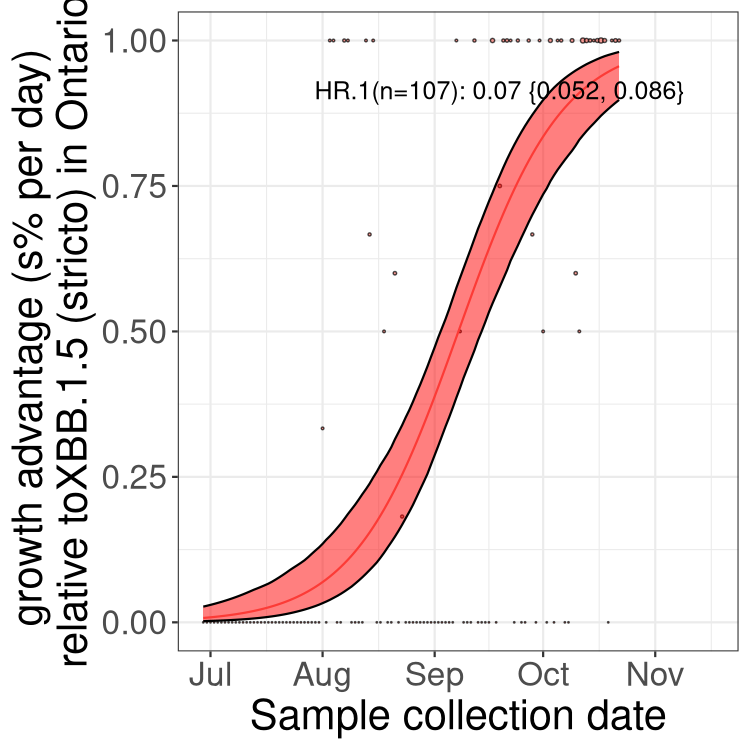 growth advantage (s% per day)
relative toXBB.1.5 (stricto) in Ontario
1.00
0.75
0.50
0.25
0.00
HR.1(n=107): 0.07 {0.052, 0.086}
Jul Aug Sep Oct Nov
Sample collection date